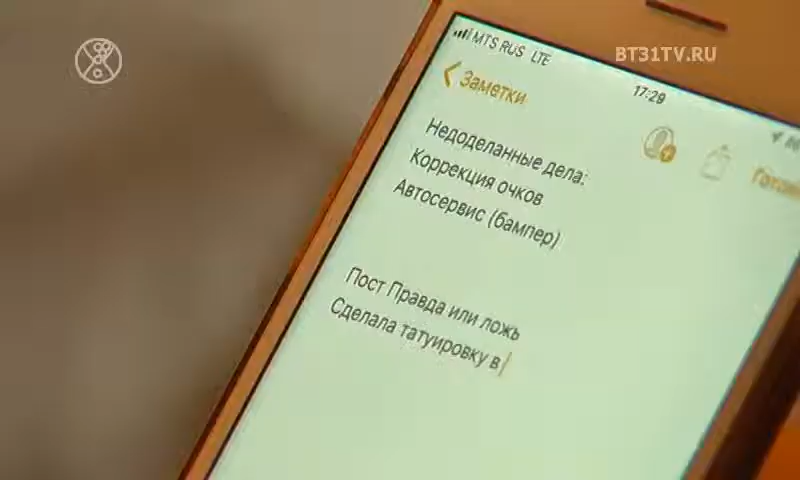 BT31TV.RU
MTS RUS LTE
17:29
Заметки
Недоделанные дела:
Коррекция очков
Автосервис (бампер)
Пост Правда или ложь
Сделала татуировку в